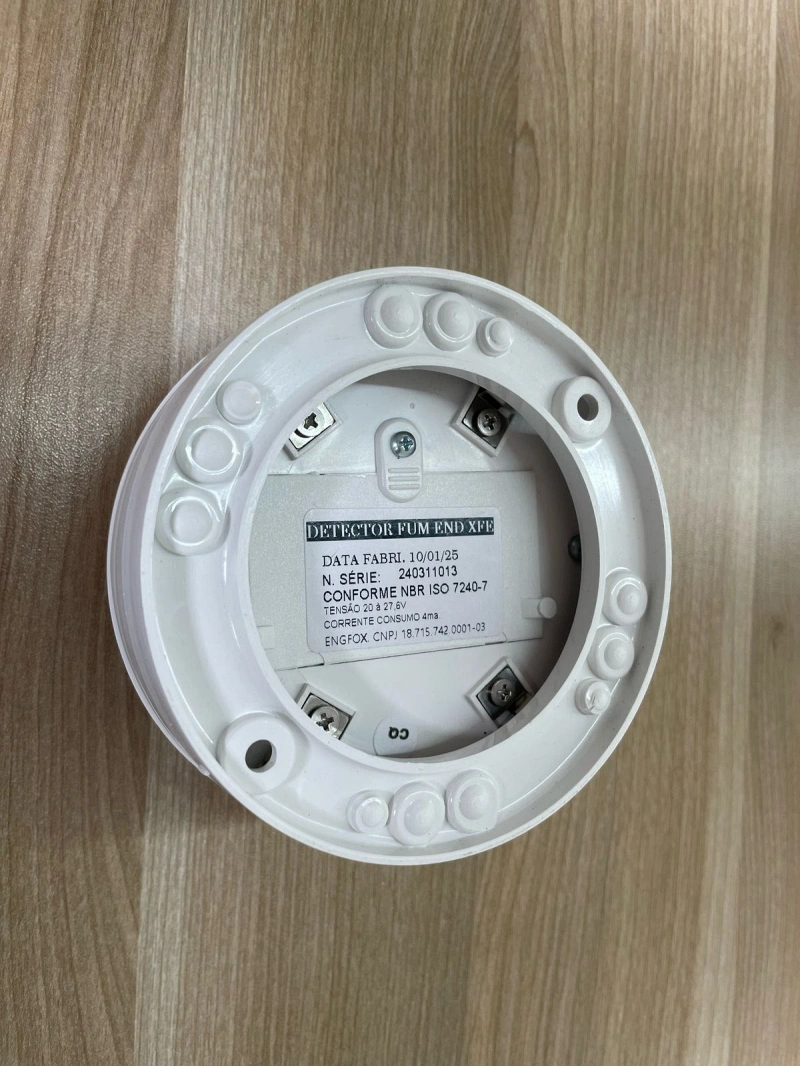 DETECTOR FUM END XFE
DATA FABRI. 10/01/25
N. SÉRIE: 240311013
CONFORME NBR ISO 7240-7
TENSÃO 20 à 27,6V
CORRENTE CONSUMO 4ma.
ENGFOX. CNPJ 18.715.742.0001-03
CQ